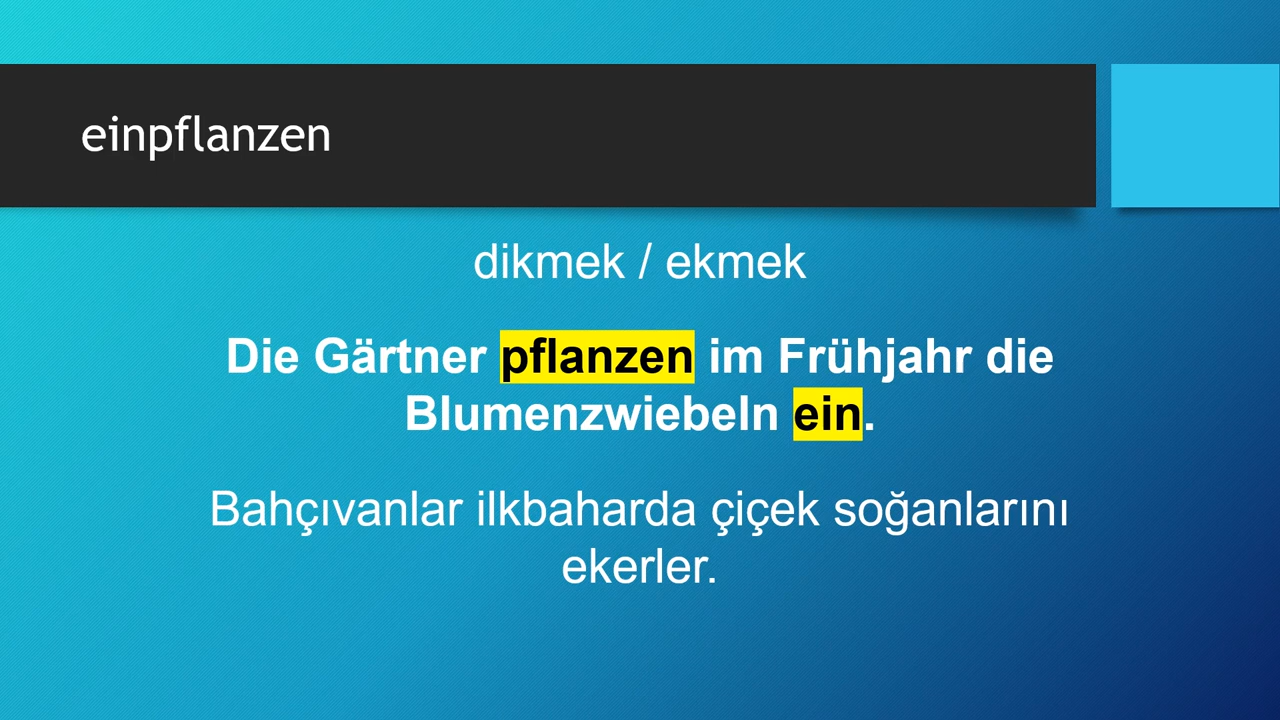 einpflanzen
dikmek / ekmek
Die Gärtner pflanzen im Frühjahr die
Blumenzwiebeln ein.
Bahçıvanlar ilkbaharda çiçek soğanlarını
ekerler.